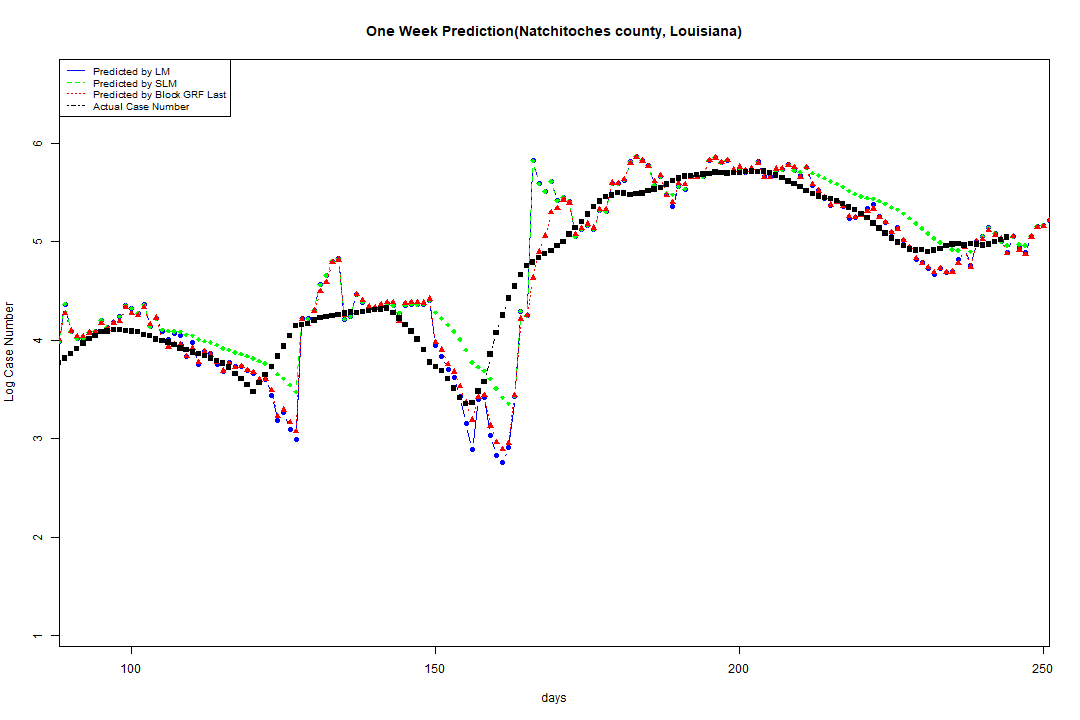 One Week Prediction(Natchitoches county, Louisiana)
Predicted by LM
Predicted by SLM
Predicted by Block GRF Last
Actual Case Number
6
5
4
3
2
1
Log Case Number
100 150 200 250
days